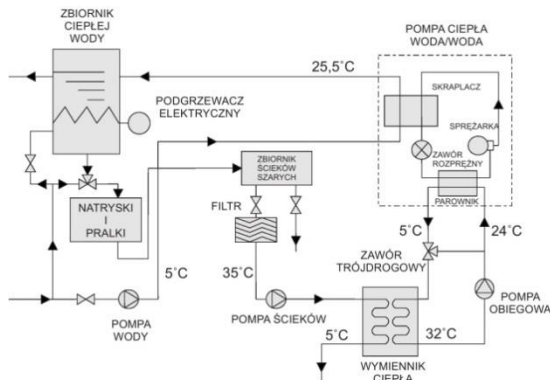 ZBIORNIK
CIEPŁEJ
WODY
POMPA CIEPŁA
WODA/WODA
25,5°C
SKRAPLACZ
PODGRZEWACZ
ELEKTRYCZNY
SPRĘŻARKA
ZAWÓR
ROZPRĘŻNY
ZBIORNIK
ŚCIEKÓW
SZARYCH
PAROWNIK
NATRYSKI
I
PRALKI
FILTR
5°C
24°C
ZAWÓR
TRÓJDROGOWY
5°C
35°C
POMPA
WODY
POMPA ŚCIEKÓW
POMPA
OBIEGOWA
5°C
32°C
WYMIENNIK
CIEPŁA